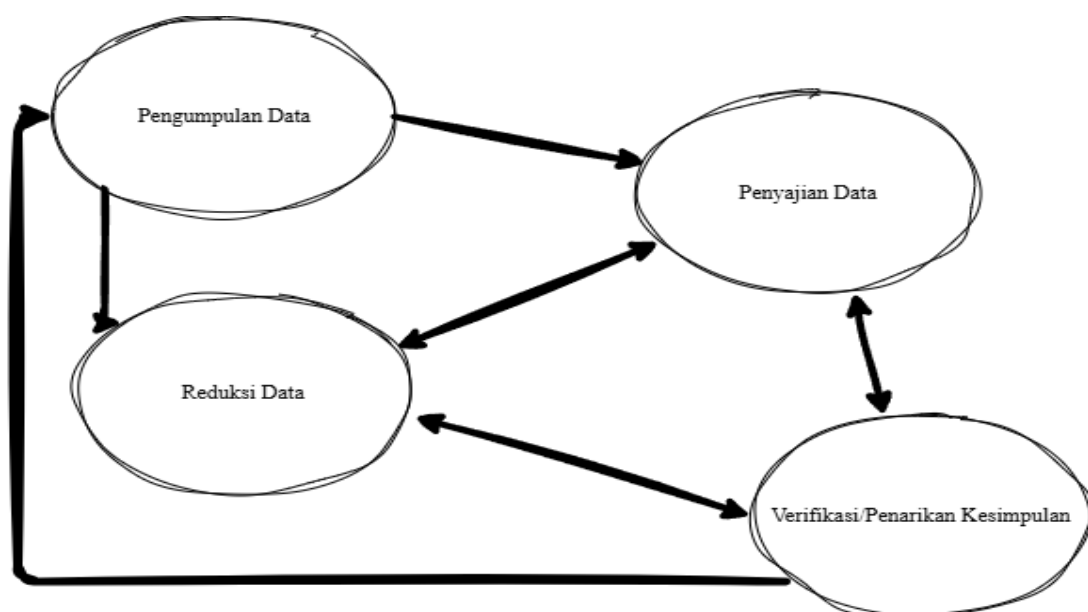 Pengumpulan Data
Penyajian Data
Reduksi Data
Verifikasi/Penarikan Kesimpulan